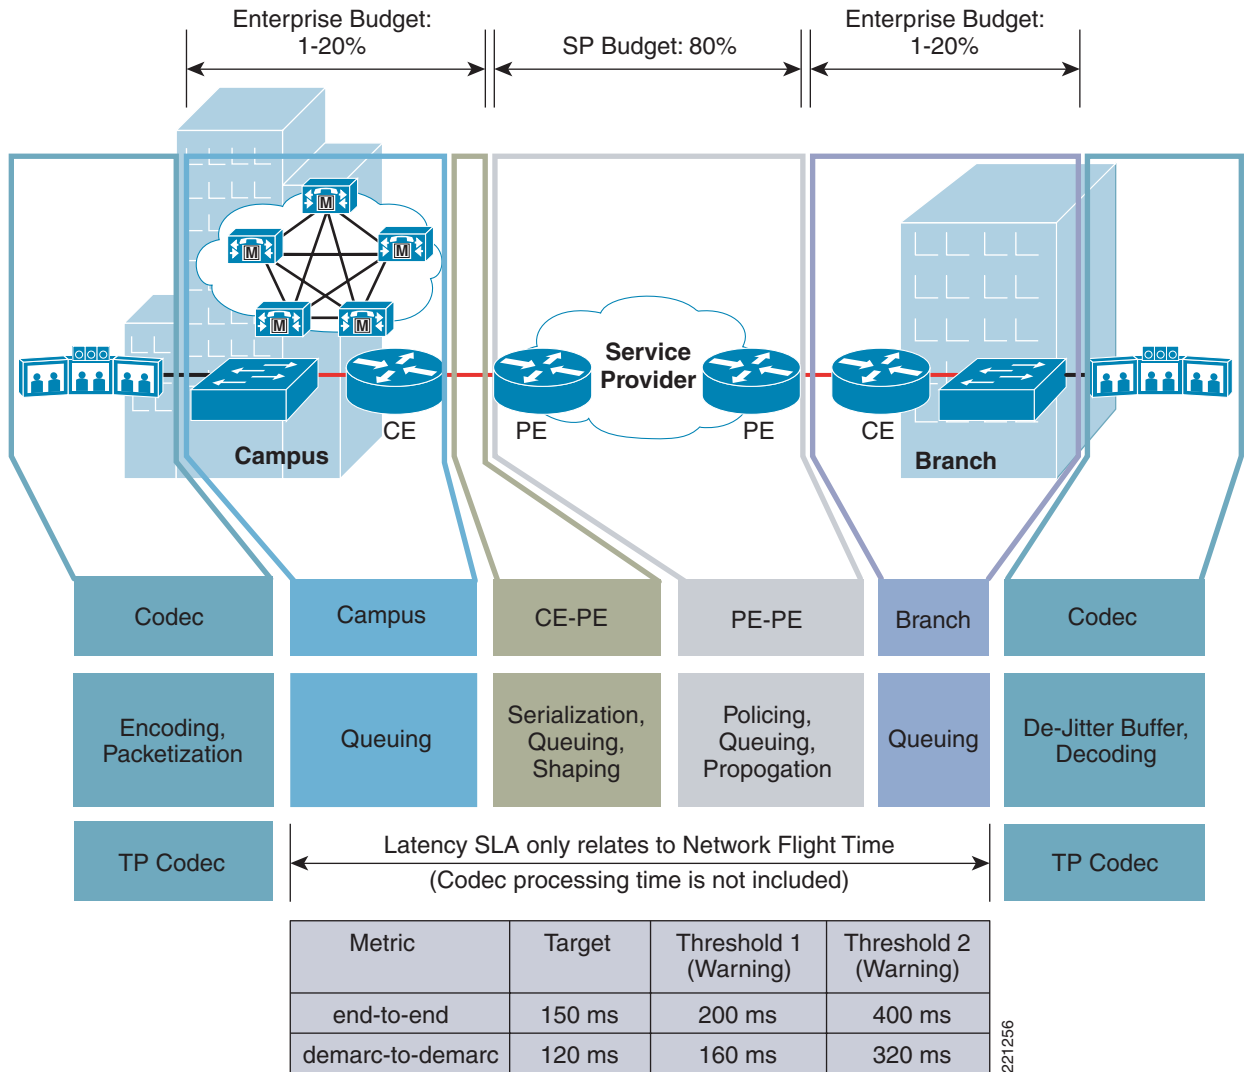 Enterprise Budget:
1-20%
SP Budget: 80%
Enterprise Budget:
1-20%
M
M
M
M
M
Service
Provider
CE
PE
PE
CE
Campus
Branch
Codec
Campus
CE-PE
PE-PE
Branch
Codec
Encoding,
Packetization
Queuing
Serialization,
Queuing,
Shaping
Policing,
Queuing,
Propogation
Queuing
De-Jitter Buffer,
Decoding
TP Codec
Latency SLA only relates to Network Flight Time
(Codec processing time is not included)
TP Codec
Metric Target Threshold 1 (Warning) Threshold 2 (Warning)
end-to-end 150 ms 200 ms 400 ms
demarc-to-demarc 120 ms 160 ms 320 ms
221256